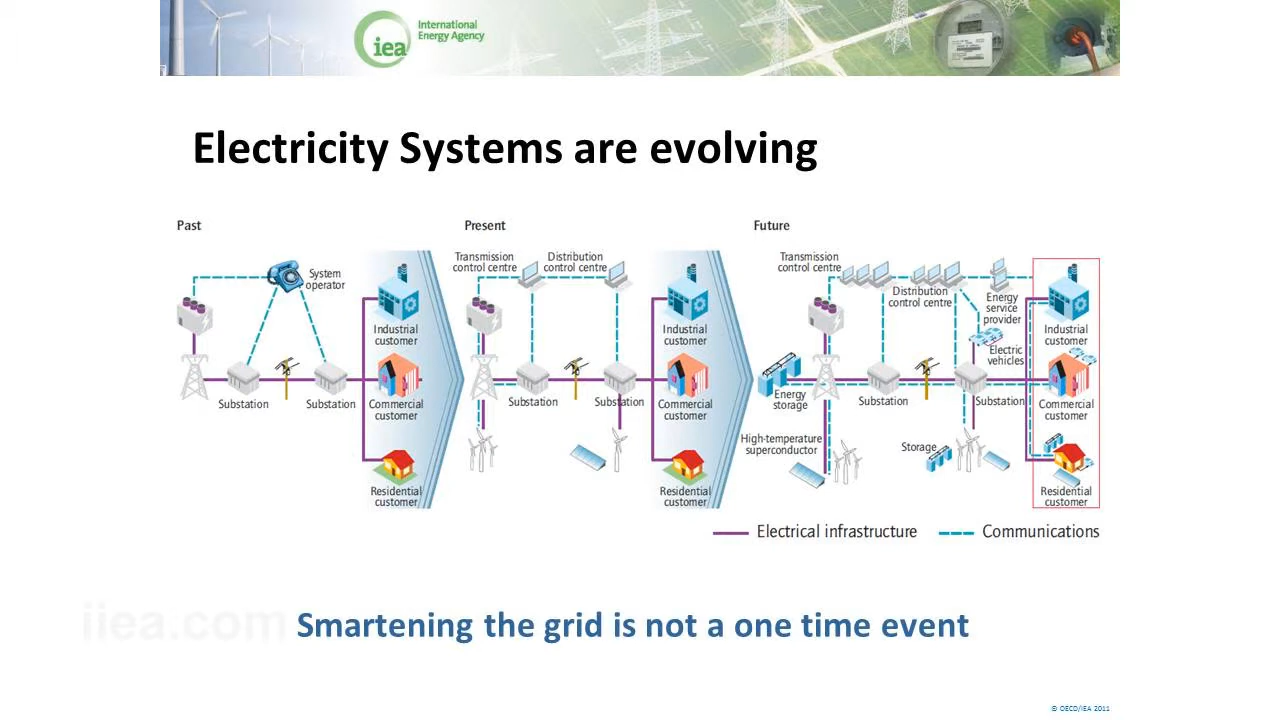 iea
International
Energy Agency
Electricity Systems are evolving
Past
System
operator
Substation
Substation
Industrial
customer
Commercial
customer
Residential
customer
Present
Transmission
control centre
Distribution
control centre
Substation
Substation
Industrial
customer
Commercial
customer
Residential
customer
Future
Transmission
control centre
Distribution
control centre
Energy
service
provider
Electric
vehicles
Energy
storage
Substation
Substation
High-temperature
superconductor
Storage
Industrial
customer
Commercial
customer
Residential
customer
Electrical infrastructure
Communications
iiea.com
Smartening the grid is not a one time event
© OECD/IEA 2011